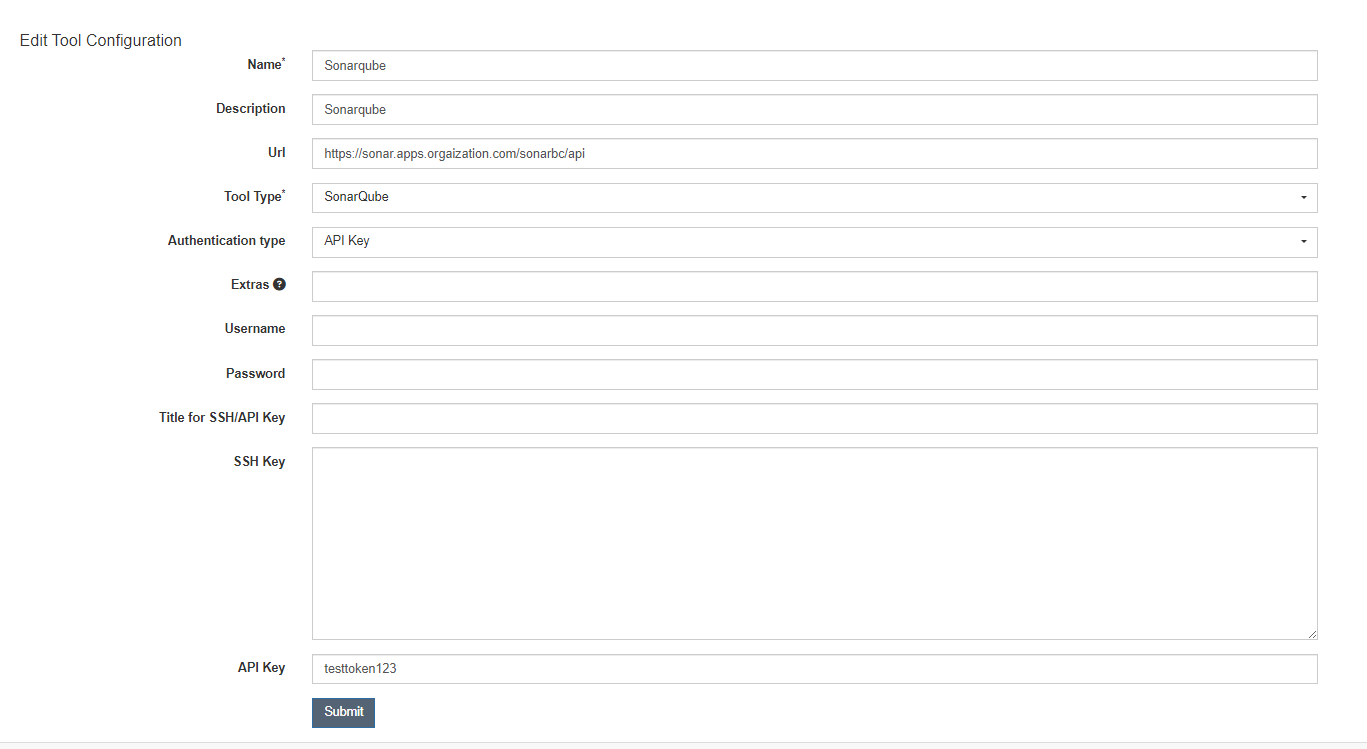 Edit Tool Configuration
Name*
Sonarqube
Description
Sonarqube
Url
https://sonar.apps.orgaization.com/sonarbc/api
Tool Type*
SonarQube
Authentication type
API Key
Extras ?
Username
Password
Title for SSH/API Key
SSH Key
API Key
testtoken123
Submit